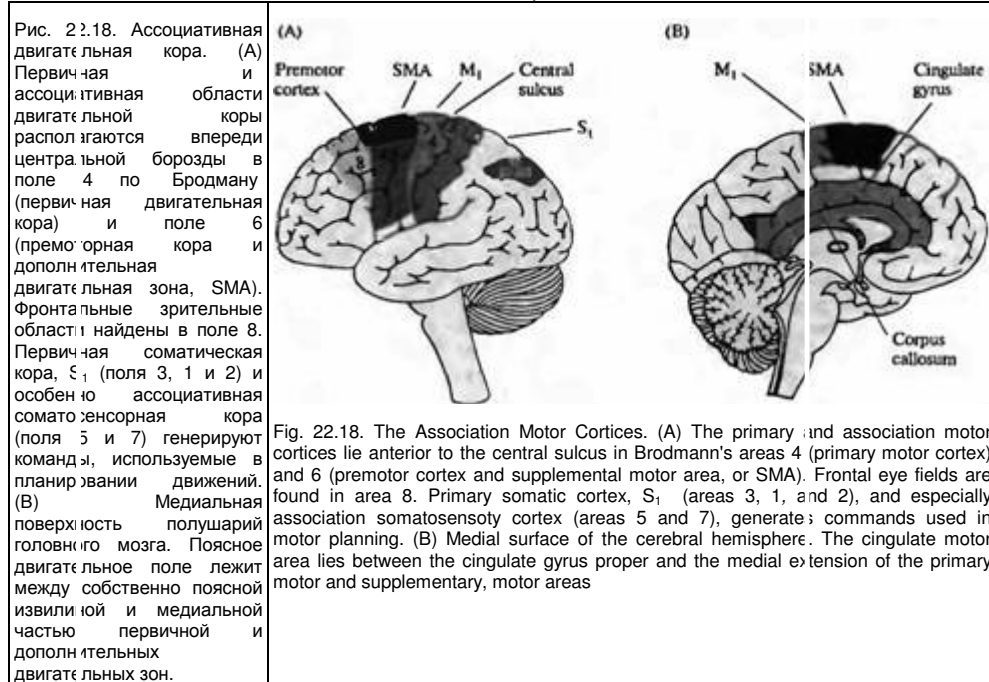 Рис. 22.18. Ассоциативная
двигательная кора. (A)
Первичная и
ассоциативная области
двигательной коры
располагаются впереди
центральной борозды в
поле 4 по Бродману
(первичная двигательная
кора) и поле 6
(премоторная кора и
дополнительная
двигательная зона, SMA).
Фронтальные зрительные
области найдены в поле 8.
Первичная соматическая
кора, S₁ (поля 3, 1 и 2) и
особенно ассоциативная
соматосенсорная кора
(поля 5 и 7) генерируют
команды, используемые в
планировании движений.
(B) Медиальная
поверхность полушарий
головного мозга. Поясное
двигательное поле лежит
между собственно поясной
извилиной и медиальной
частью первичной и
дополнительных
двигательных зон.
(A)
Premotor
cortex
SMA
M₁
Central
sulcus
S₁
8
(B)
M₁
SMA
Cingulate
gyrus
Corpus
callosum
Fig. 22.18. The Association Motor Cortices. (A) The primary and association motor
cortices lie anterior to the central sulcus in Brodmann's areas 4 (primary motor cortex)
and 6 (premotor cortex and supplemental motor area, or SMA). Frontal eye fields are
found in area 8. Primary somatic cortex, S₁ (areas 3, 1, and 2), and especially
association somatosensoty cortex (areas 5 and 7), generates commands used in
motor planning. (B) Medial surface of the cerebral hemisphere. The cingulate motor
area lies between the cingulate gyrus proper and the medial extension of the primary
motor and supplementary, motor areas